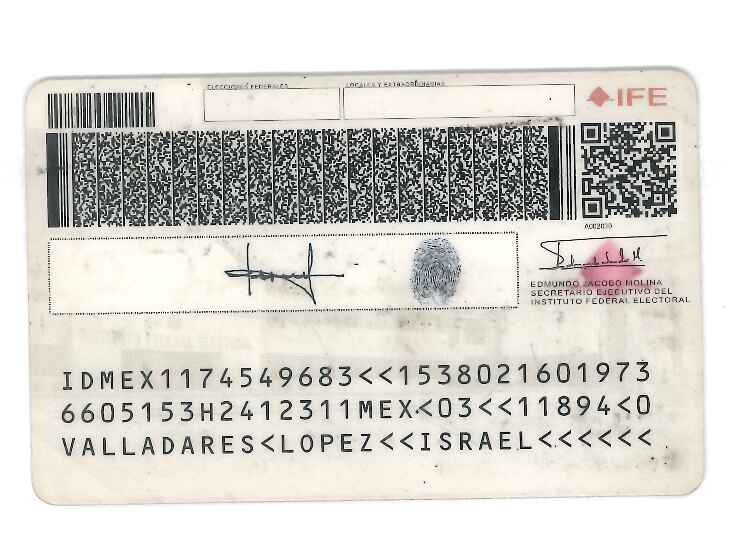 ELECCIONES FEDERALES
LOCALES Y EXTRAORDINARIAS
IFE
EDMUNDO JACOBO MOLINA
SECRETARIO EJECUTIVO DEL
INSTITUTO FEDERAL ELECTORAL
IDMEX1174549683<<1538021601973
6605153H2412311MEX<03<<11894<0
VALLADARES<LOPEZ<<ISRAEL<<<<<<